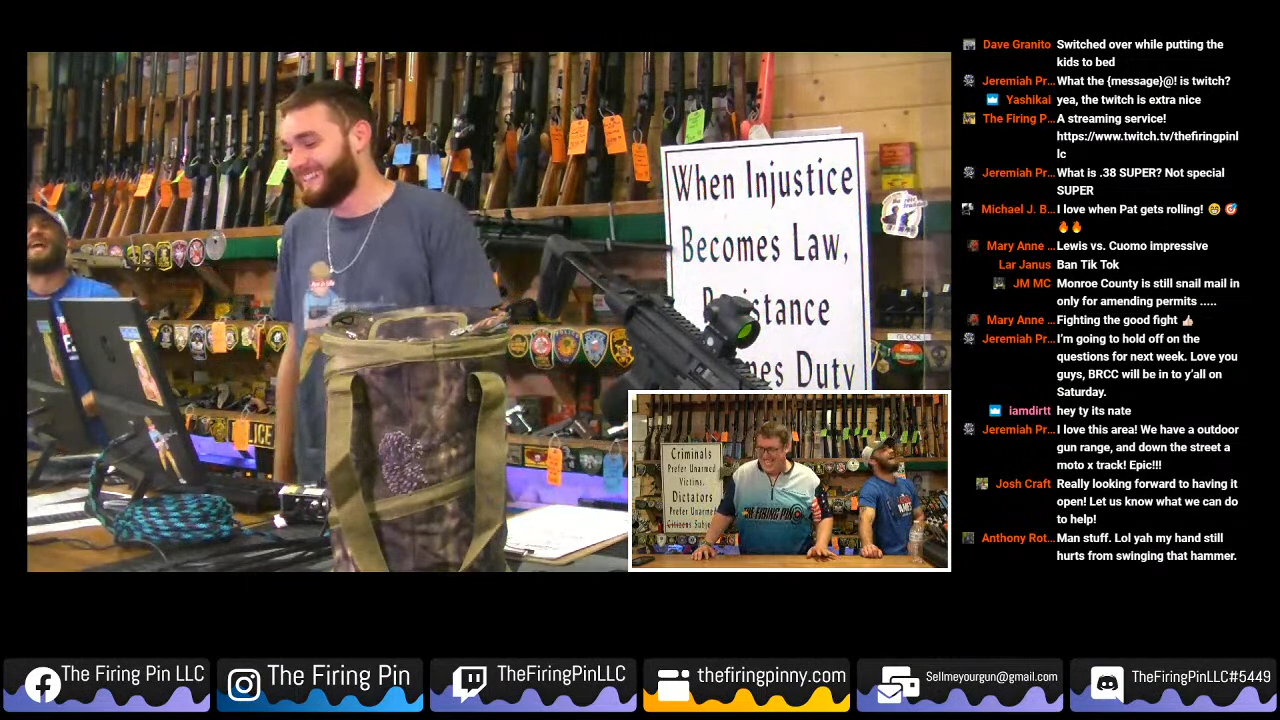 When Injustice
Becomes Law,
Duty
POLICE
GLOCK
Criminals
Prefer Unarmed
Victims,
Dictators
Prefer Unarmed
Citizens
THE FIRING PIN
Dave Granito Switched over while putting the
kids to bed
Jeremiah Pr... What the {message}@! is twitch?
Yashikai yea, the twitch is extra nice
The Firing P... A streaming service!
https://www.twitch.tv/thefiringpinl
lc
Jeremiah Pr... What is .38 SUPER? Not special
SUPER
Michael J. B... I love when Pat gets rolling! 😁 🎯
🔥🔥
Mary Anne ... Lewis vs. Cuomo impressive
Lar Janus Ban Tik Tok
JM MC Monroe County is still snail mail in
only for amending permits .....
Mary Anne ... Fighting the good fight 👍🏻
Jeremiah Pr... I'm going to hold off on the
questions for next week. Love you
guys, BRCC will be in to y'all on
Saturday.
iamdirtt hey ty its nate
Jeremiah Pr... I love this area! We have a outdoor
gun range, and down the street a
moto x track! Epic!!!
Josh Craft Really looking forward to having it
open! Let us know what we can do
to help!
Anthony Rot... Man stuff. Lol yah my hand still
hurts from swinging that hammer.
The Firing Pin LLC
The Firing Pin
TheFiringPinLLC
thefiringpinny.com
Sellmeyourgun@gmail.com
TheFiringPinLLC#5449